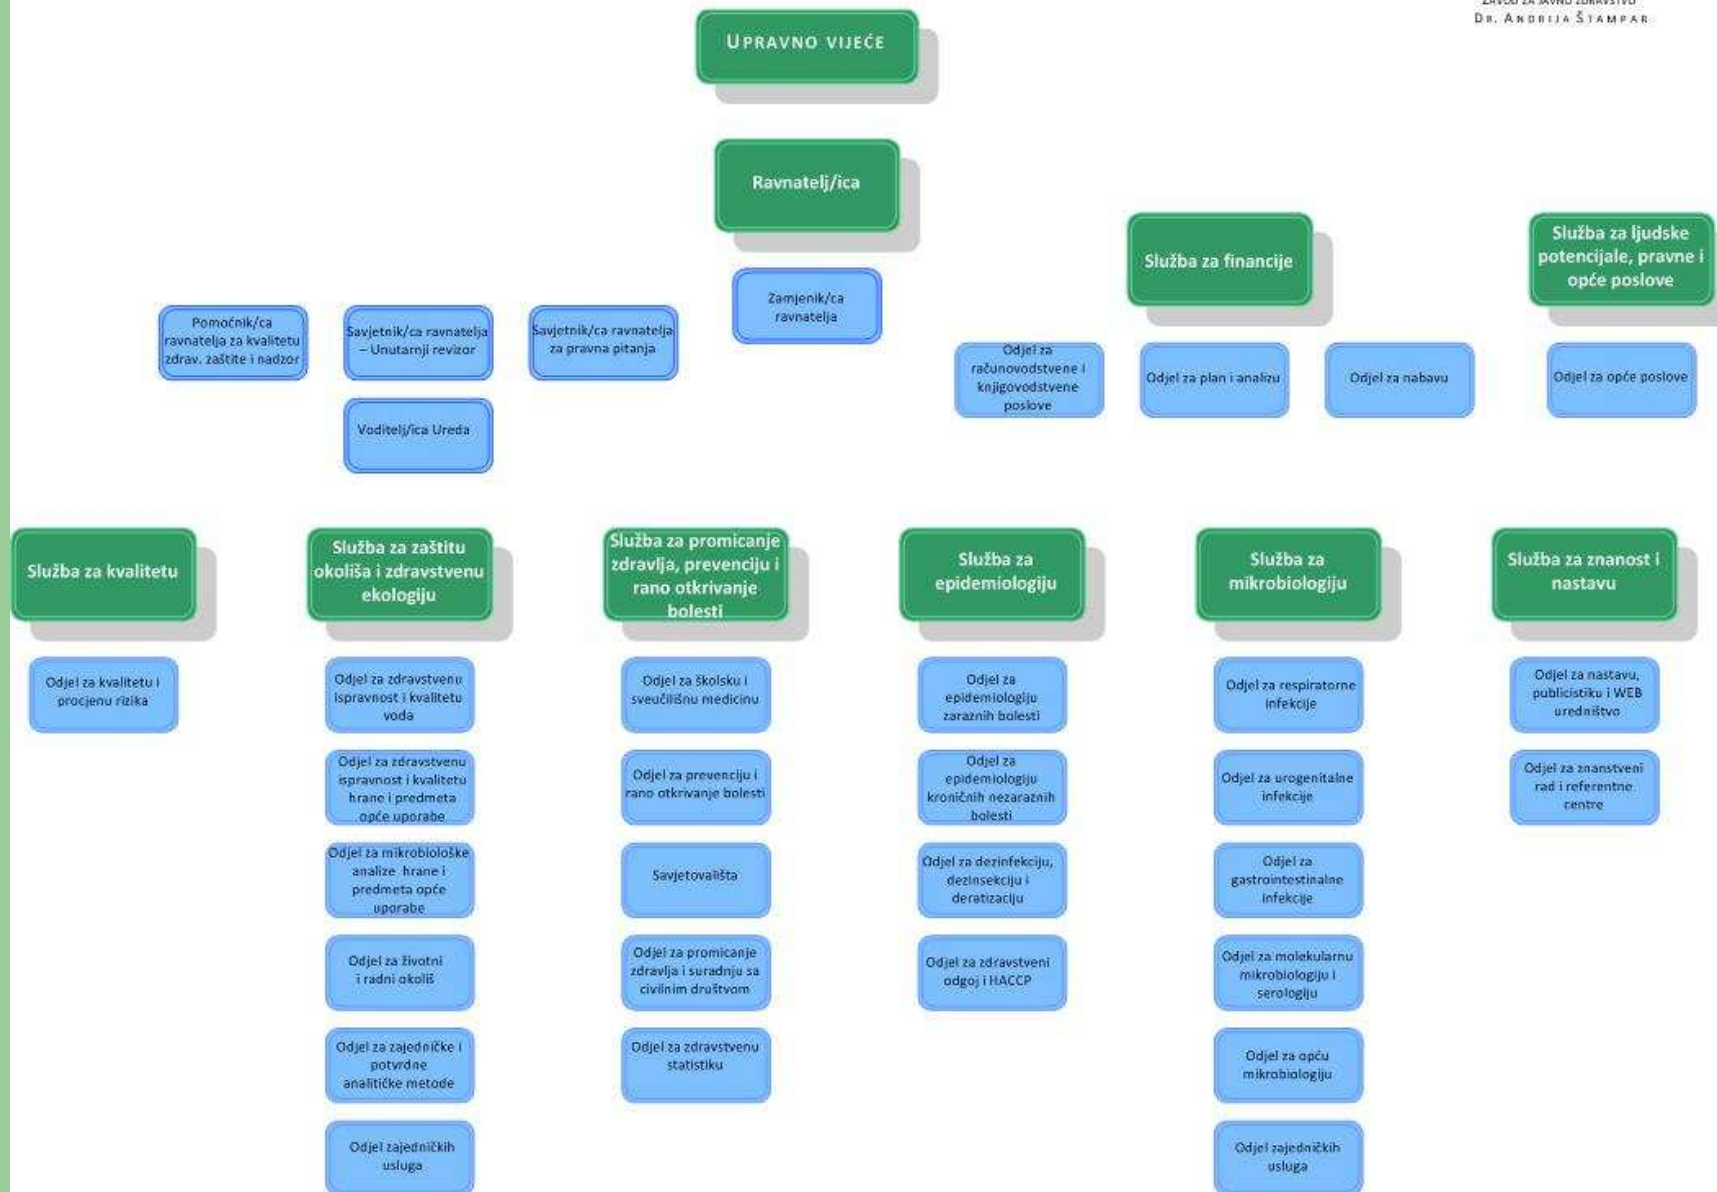 ZAVOD ZA JAVNO ZDRAVSTVO
DR. ANDRIJA ŠTAMPAR
UPRAVNO VIJEĆE
Ravnatelj/ica
Zamjenik/ca
ravnatelja
Pomoćnik/ca
ravnatelja za kvalitetu
zdrav. zaštite i nadzor
Savjetnik/ca ravnatelja
– Unutarnji revizor
Savjetnik/ca ravnatelja
za pravna pitanja
Voditelj/ica Ureda
Služba za financije
Odjel za
računovodstvene i
knjigovodstvene
poslove
Odjel za plan i analizu
Odjel za nabavu
Služba za ljudske
potencijale, pravne i
opće poslove
Odjel za opće poslove
Služba za kvalitetu
Odjel za kvalitetu i
procjenu rizika
Služba za zaštitu
okoliša i zdravstvenu
ekologiju
Odjel za zdravstvenu
ispravnost i kvalitetu
voda
Odjel za zdravstvenu
ispravnost i kvalitetu
hrane i predmeta
opće uporabe
Odjel za mikrobiološke
analize hrane i
predmeta opće
uporabe
Odjel za životni
i radni okoliš
Odjel za zajedničke i
potvrdne
analitičke metode
Odjel zajedničkih
usluga
Služba za promicanje
zdravlja, prevenciju i
rano otkrivanje
bolesti
Odjel za školsku i
sveučilišnu medicinu
Odjel za prevenciju i
rano otkrivanje bolesti
Savjetovališta
Odjel za promicanje
zdravlja i suradnju sa
civilnim društvom
Odjel za zdravstvenu
statistiku
Služba za
epidemiologiju
Odjel za
epidemiologiju
zaraznih bolesti
Odjel za
epidemiologiju
kroničnih nezaraznih
bolesti
Odjel za dezinfekciju,
dezinsekciju i
deratizaciju
Odjel za zdravstveni
odgoj i HACCP
Služba za
mikrobiologiju
Odjel za respiratorne
infekcije
Odjel za urogenitalne
infekcije
Odjel za
gastrointestinalne
infekcije
Odjel za molekularnu
mikrobiologiju i
serologiju
Odjel za opću
mikrobiologiju
Odjel zajedničkih
usluga
Služba za znanost i
nastavu
Odjel za nastavu,
publicistiku i WEB
uredništvo
Odjel za znanstveni
rad i referentne
centre